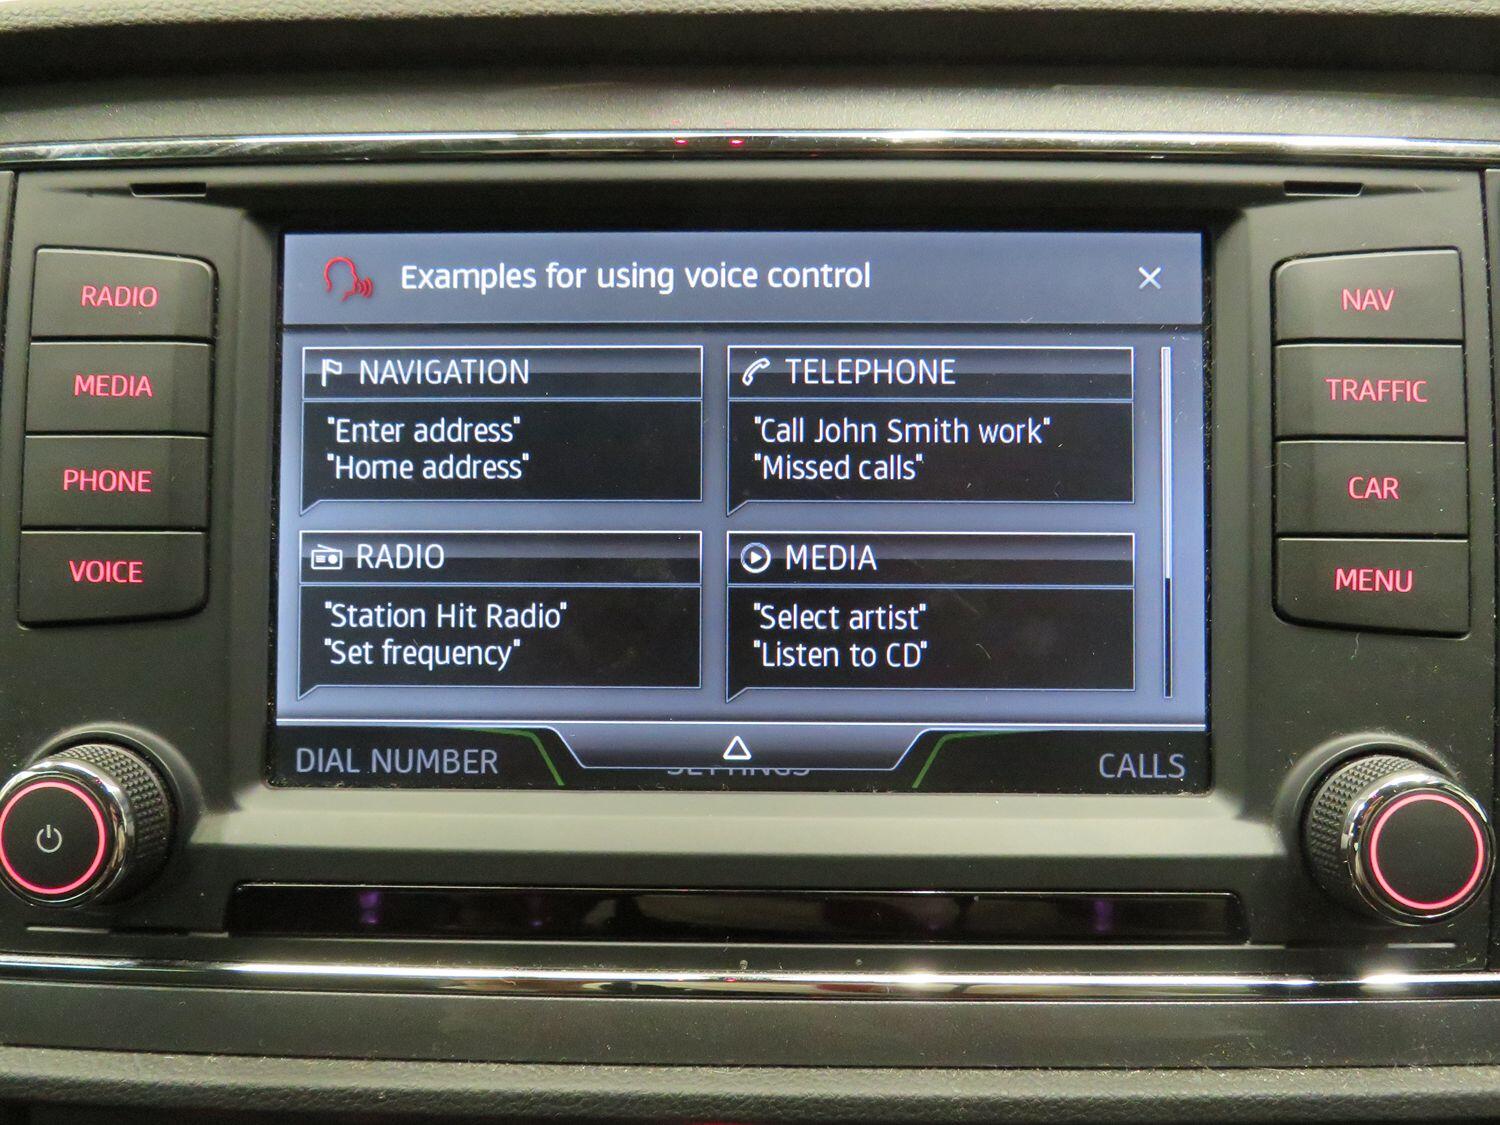 RADIO
MEDIA
PHONE
VOICE
Examples for using voice control
NAVIGATION
"Enter address"
"Home address"
TELEPHONE
"Call John Smith work"
"Missed calls"
RADIO
"Station Hit Radio"
"Set frequency"
MEDIA
"Select artist"
"Listen to CD"
DIAL NUMBER
SETTINGS
CALLS
NAV
TRAFFIC
CAR
MENU